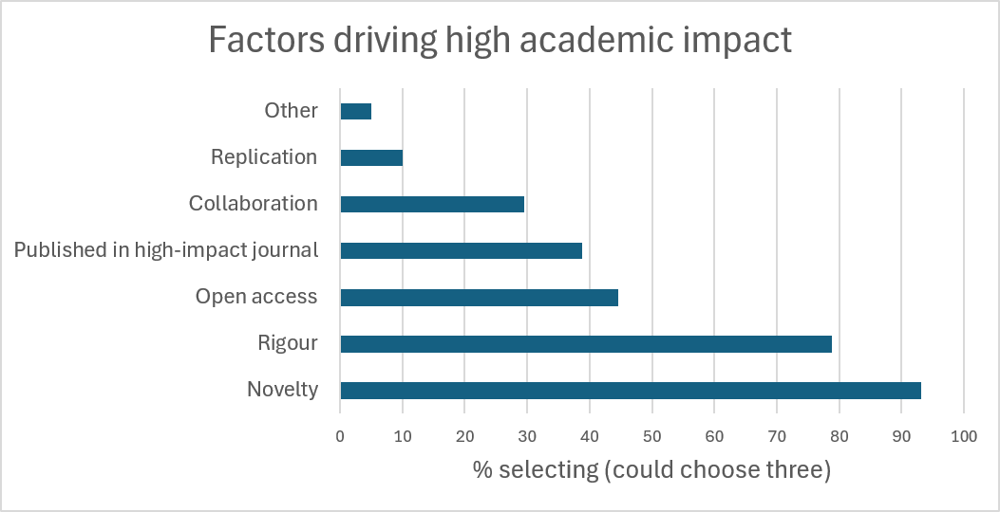 Factors driving high academic impact
Other
Replication
Collaboration
Published in high-impact journal
Open access
Rigour
Novelty
0 10 20 30 40 50 60 70 80 90 100
% selecting (could choose three)